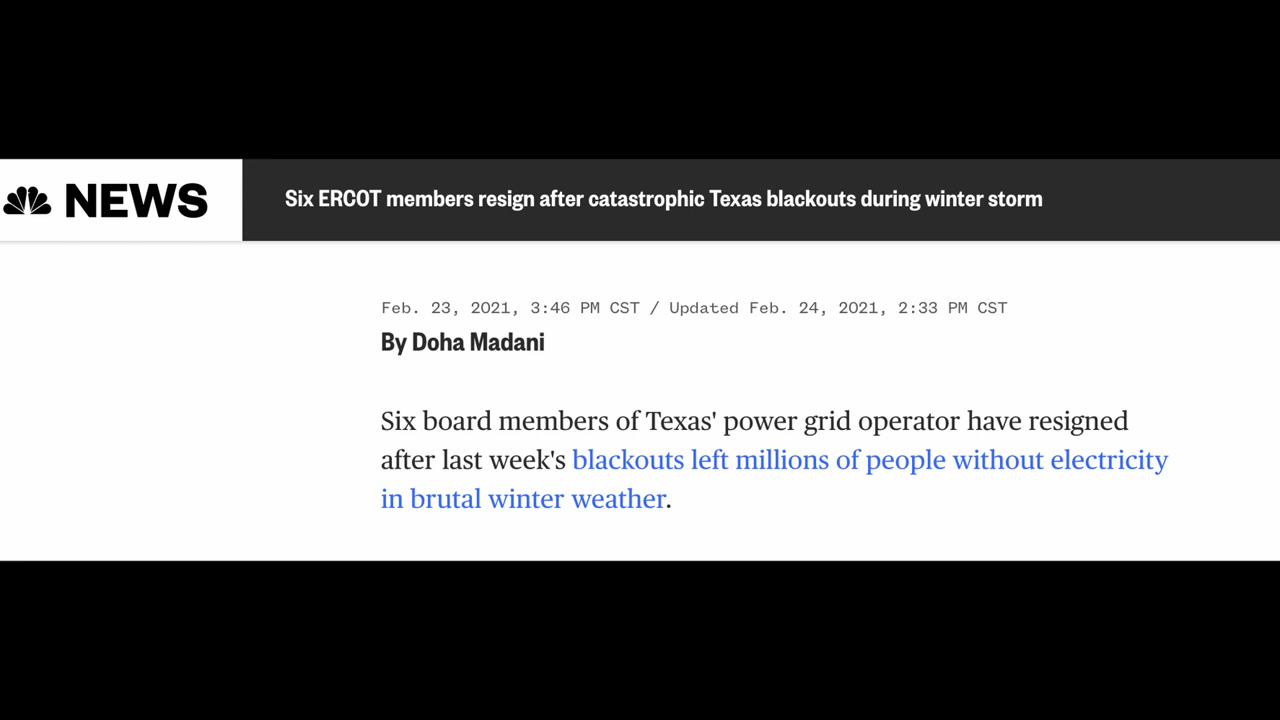 NEWS
Six ERCOT members resign after catastrophic Texas blackouts during winter storm
Feb. 23, 2021, 3:46 PM CST / Updated Feb. 24, 2021, 2:33 PM CST
By Doha Madani
Six board members of Texas' power grid operator have resigned
after last week's blackouts left millions of people without electricity
in brutal winter weather.